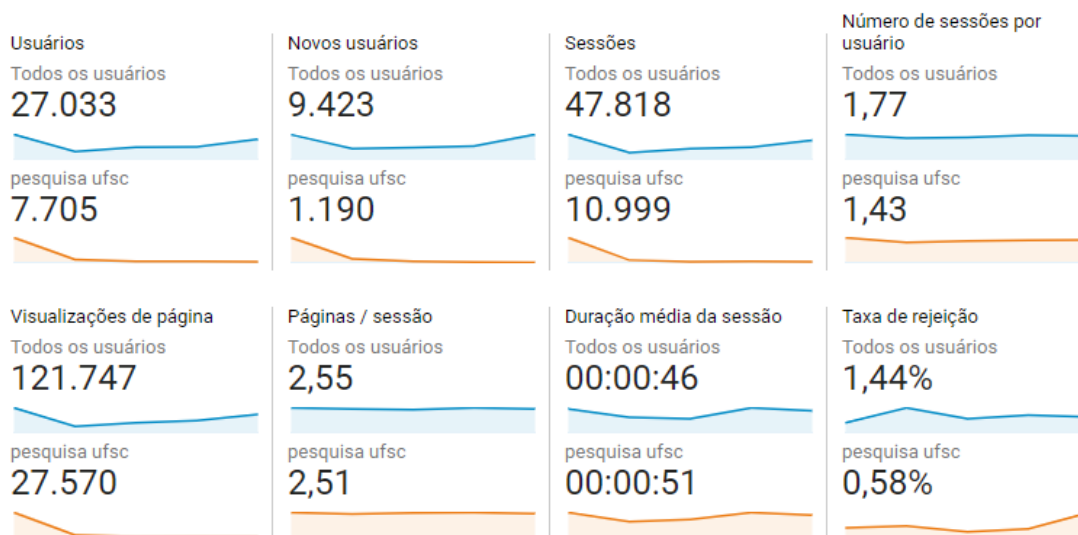 Usuários
Todos os usuários
27.033
pesquisa ufsc
7.705
Novos usuários
Todos os usuários
9.423
pesquisa ufsc
1.190
Sessões
Todos os usuários
47.818
pesquisa ufsc
10.999
Número de sessões por
usuário
Todos os usuários
1,77
pesquisa ufsc
1,43
Visualizações de página
Todos os usuários
121.747
pesquisa ufsc
27.570
Páginas / sessão
Todos os usuários
2,55
pesquisa ufsc
2,51
Duração média da sessão
Todos os usuários
00:00:46
pesquisa ufsc
00:00:51
Taxa de rejeição
Todos os usuários
1,44%
pesquisa ufsc
0,58%